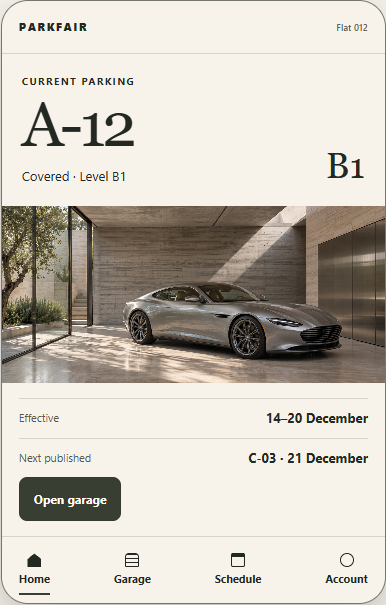 PARKFAIR
Flat 012
CURRENT PARKING
A-12
Covered · Level B1
B1
Effective
14–20 December
Next published
C-03 · 21 December
Open garage
Home
Garage
Schedule
Account